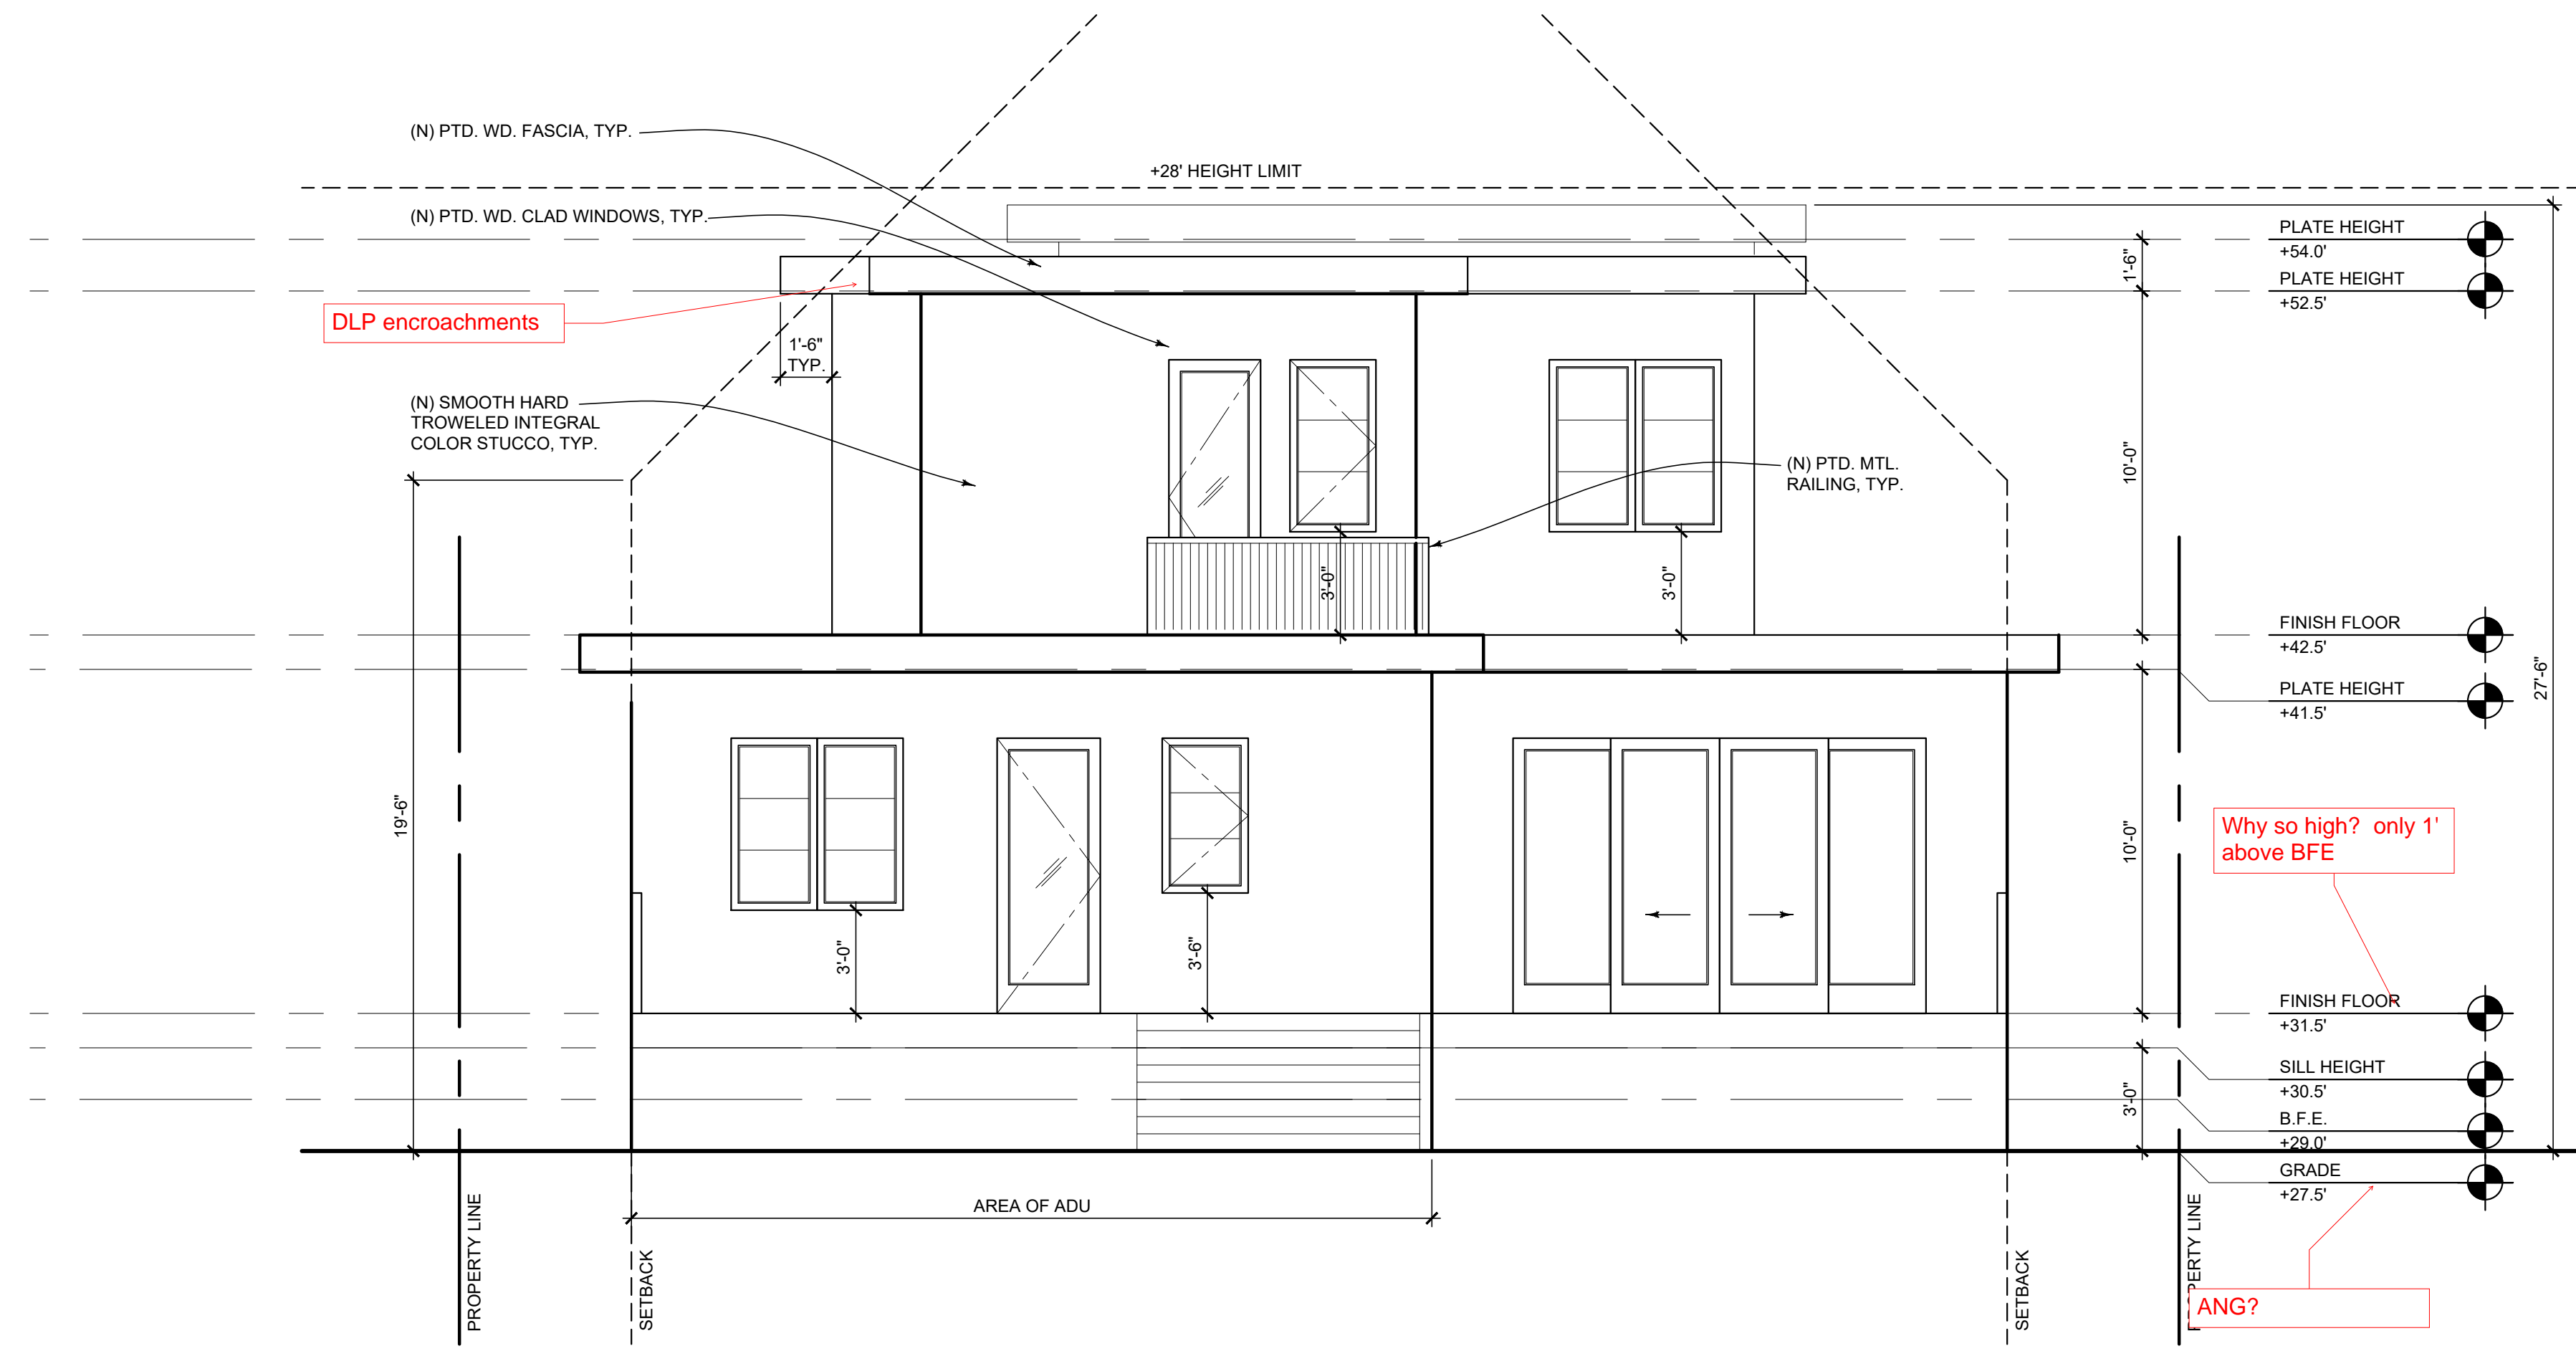 (N) PTD. WD. FASCIA, TYP.
+28' HEIGHT LIMIT
(N) PTD. WD. CLAD WINDOWS, TYP.
PLATE HEIGHT
+54.0'
1'-6"
PLATE HEIGHT
+52.5'
DLP encroachments
1'-6"
TYP.
(N) SMOOTH HARD
TROWELED INTEGRAL
COLOR STUCCO, TYP.
(N) PTD. MTL.
RAILING, TYP.
10'-0"
3'-0"
3'-0"
FINISH FLOOR
+42.5'
27'-6"
PLATE HEIGHT
+41.5'
19'-6"
10'-0"
Why so high? only 1'
above BFE
3'-0"
3'-6"
FINISH FLOOR
+31.5'
SILL HEIGHT
+30.5'
3'-0"
B.F.E.
+29.0'
GRADE
+27.5'
AREA OF ADU
PROPERTY LINE
SETBACK
SETBACK
PROPERTY LINE
ANG?